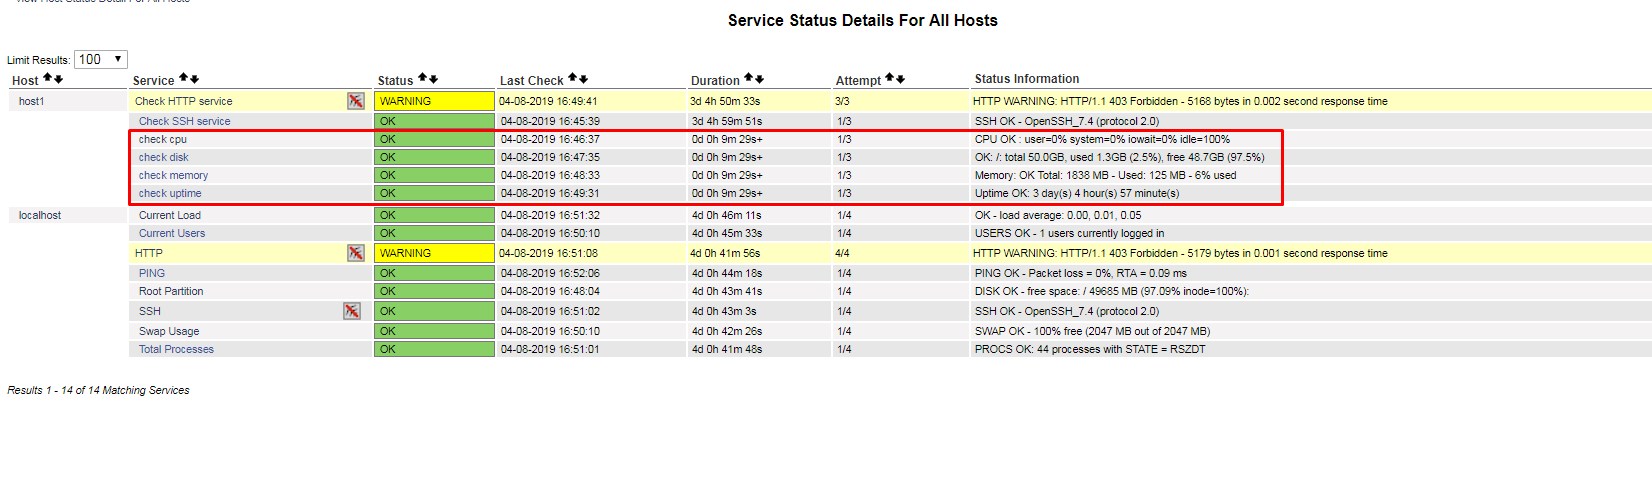 View Host Status Detail For All Hosts
Service Status Details For All Hosts
Limit Results: 100
Host Service Status Last Check Duration Attempt Status Information
host1 Check HTTP service WARNING 04-08-2019 16:49:41 3d 4h 50m 33s 3/3 HTTP WARNING: HTTP/1.1 403 Forbidden - 5168 bytes in 0.002 second response time
Check SSH service OK 04-08-2019 16:45:39 3d 4h 59m 51s 1/3 SSH OK - OpenSSH_7.4 (protocol 2.0)
check cpu OK 04-08-2019 16:46:37 0d 0h 9m 29s+ 1/3 CPU OK : user=0% system=0% iowait=0% idle=100%
check disk OK 04-08-2019 16:47:35 0d 0h 9m 29s+ 1/3 OK: /: total 50.0GB, used 1.3GB (2.5%), free 48.7GB (97.5%)
check memory OK 04-08-2019 16:48:33 0d 0h 9m 29s+ 1/3 Memory: OK Total: 1838 MB - Used: 125 MB - 6% used
check uptime OK 04-08-2019 16:49:31 0d 0h 9m 29s+ 1/3 Uptime OK: 3 day(s) 4 hour(s) 57 minute(s)
localhost Current Load OK 04-08-2019 16:51:32 4d 0h 46m 11s 1/4 OK - load average: 0.00, 0.01, 0.05
Current Users OK 04-08-2019 16:50:10 4d 0h 45m 33s 1/4 USERS OK - 1 users currently logged in
HTTP WARNING 04-08-2019 16:51:08 4d 0h 41m 56s 4/4 HTTP WARNING: HTTP/1.1 403 Forbidden - 5179 bytes in 0.001 second response time
PING OK 04-08-2019 16:52:06 4d 0h 44m 18s 1/4 PING OK - Packet loss = 0%, RTA = 0.09 ms
Root Partition OK 04-08-2019 16:48:04 4d 0h 43m 41s 1/4 DISK OK - free space: / 49685 MB (97.09% inode=100%):
SSH OK 04-08-2019 16:51:02 4d 0h 43m 3s 1/4 SSH OK - OpenSSH_7.4 (protocol 2.0)
Swap Usage OK 04-08-2019 16:50:10 4d 0h 42m 26s 1/4 SWAP OK - 100% free (2047 MB out of 2047 MB)
Total Processes OK 04-08-2019 16:51:01 4d 0h 41m 48s 1/4 PROCS OK: 44 processes with STATE = RSZDT
Results 1 - 14 of 14 Matching Services